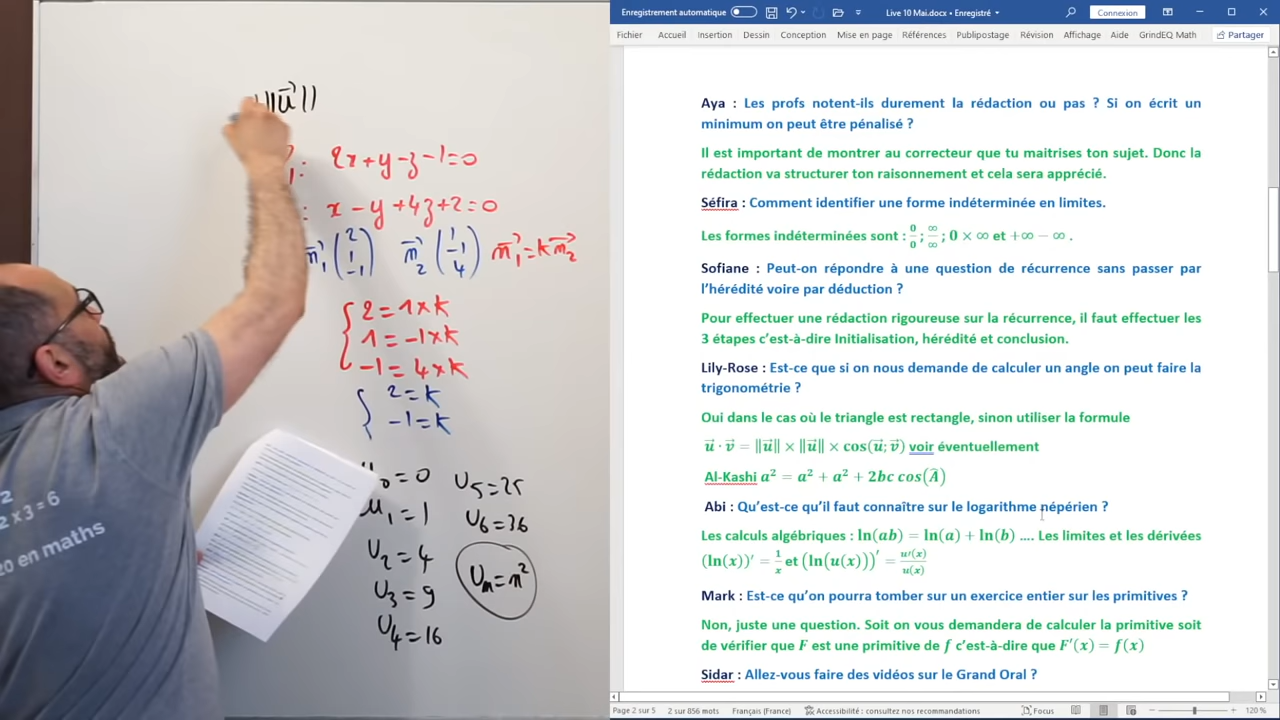 ||u⃗||
1: 2x+y-z-1=0
: x-y+4z+2=0
n⃗1 (2 1 -1) n⃗2 (1 -1 4) n⃗1=kn⃗2
{ 2=1×k
1=-1×k
-1=4×k
{ 2=k
-1=k
U0=0 U5=25
U1=1 U6=36
U2=4 Un=n²
U3=9
U4=16
2×3=6
20 en maths
Enregistrement automatique Live 10 Mai.docx • Enregistré Connexion
Fichier Accueil Insertion Dessin Conception Mise en page Références Publipostage Révision Affichage Aide GrindEQ Math Partager
Aya : Les profs notent-ils durement la rédaction ou pas ? Si on écrit un
minimum on peut être pénalisé ?
Il est important de montrer au correcteur que tu maitrises ton sujet. Donc la
rédaction va structurer ton raisonnement et cela sera apprécié.
Séfira : Comment identifier une forme indéterminée en limites.
Les formes indéterminées sont : 0/0 ; ∞/∞ ; 0 × ∞ et +∞ − ∞ .
Sofiane : Peut-on répondre à une question de récurrence sans passer par
l'hérédité voire par déduction ?
Pour effectuer une rédaction rigoureuse sur la récurrence, il faut effectuer les
3 étapes c'est-à-dire Initialisation, hérédité et conclusion.
Lily-Rose : Est-ce que si on nous demande de calculer un angle on peut faire la
trigonométrie ?
Oui dans le cas où le triangle est rectangle, sinon utiliser la formule
u⃗ · v⃗ = ‖u⃗‖ × ‖u⃗‖ × cos(u⃗; v⃗) voir éventuellement
Al-Kashi a² = a² + a² + 2bc cos(Â)
Abi : Qu'est-ce qu'il faut connaître sur le logarithme népérien ?
Les calculs algébriques : ln(ab) = ln(a) + ln(b) .... Les limites et les dérivées
(ln(x))′ = 1/x et (ln(u(x)))′ = u′(x)/u(x)
Mark : Est-ce qu'on pourra tomber sur un exercice entier sur les primitives ?
Non, juste une question. Soit on vous demandera de calculer la primitive soit
de vérifier que F est une primitive de f c'est-à-dire que F′(x) = f(x)
Sidar : Allez-vous faire des vidéos sur le Grand Oral ?
Page 2 sur 5 2 sur 856 mots Français (France) Accessibilité : consultez nos recommandations Focus 120 %